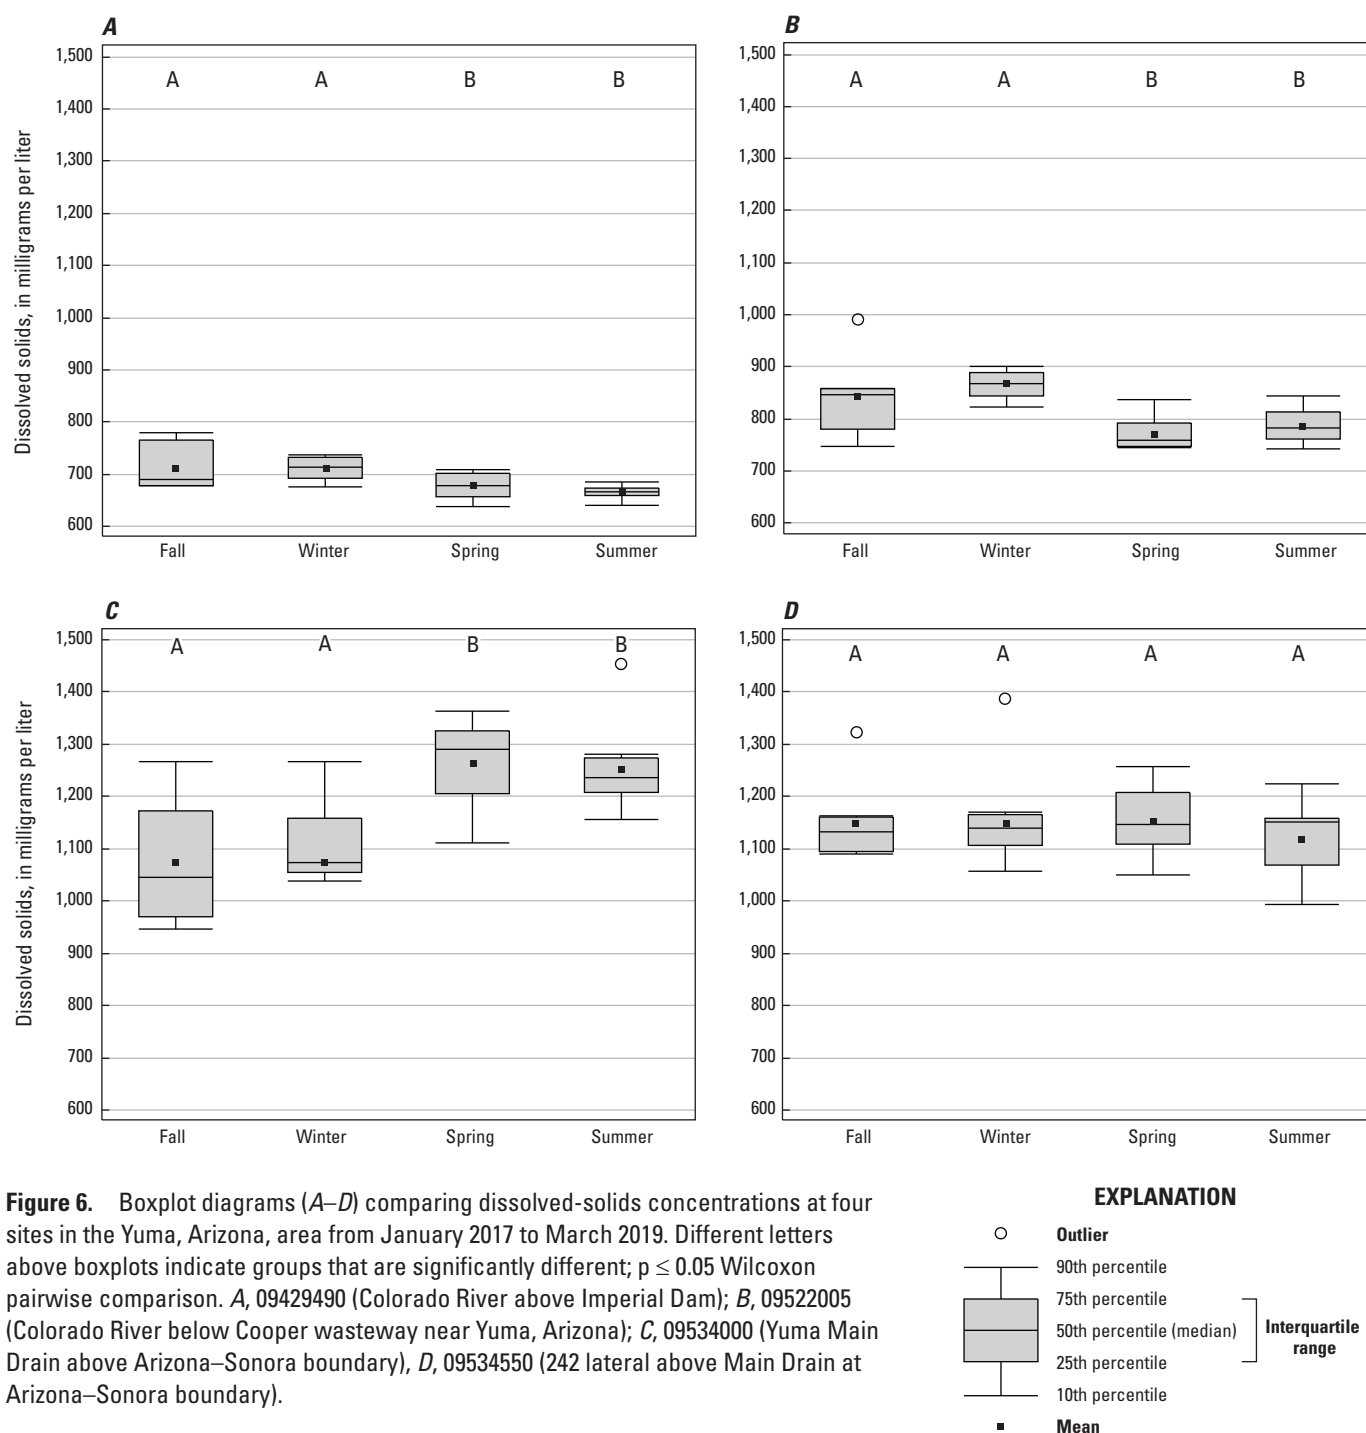 A
B
Dissolved solids, in milligrams per liter
1,500
1,400
1,300
1,200
1,100
1,000
900
800
700
600
A A B B
Fall Winter Spring Summer
1,500
1,400
1,300
1,200
1,100
1,000
900
800
700
600
A A B B
Fall Winter Spring Summer
C
D
Dissolved solids, in milligrams per liter
1,500
1,400
1,300
1,200
1,100
1,000
900
800
700
600
A A B B
Fall Winter Spring Summer
1,500
1,400
1,300
1,200
1,100
1,000
900
800
700
600
A A A A
Fall Winter Spring Summer
Figure 6. Boxplot diagrams (A–D) comparing dissolved-solids concentrations at four
sites in the Yuma, Arizona, area from January 2017 to March 2019. Different letters
above boxplots indicate groups that are significantly different; p ≤ 0.05 Wilcoxon
pairwise comparison. A, 09429490 (Colorado River above Imperial Dam); B, 09522005
(Colorado River below Cooper wasteway near Yuma, Arizona); C, 09534000 (Yuma Main
Drain above Arizona–Sonora boundary), D, 09534550 (242 lateral above Main Drain at
Arizona–Sonora boundary).
EXPLANATION
Outlier
90th percentile
75th percentile
50th percentile (median)
25th percentile
10th percentile
Mean
Interquartile
range